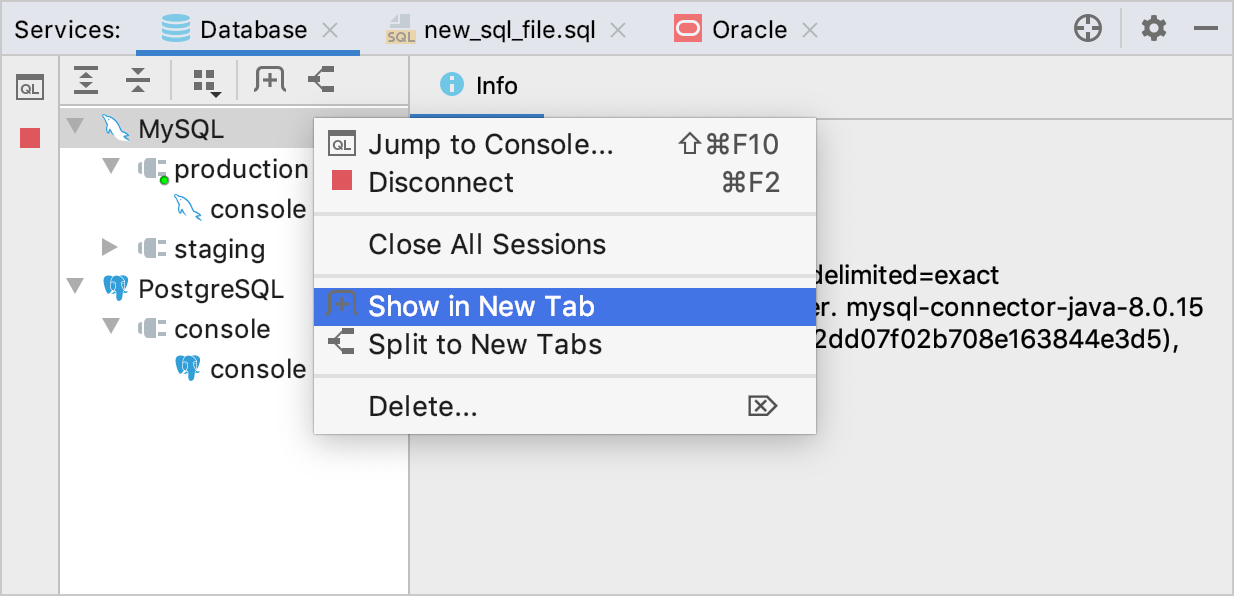 Services: Database new_sql_file.sql Oracle
SQL
QL
Info
MySQL
production
console
staging
PostgreSQL
console
console
QL Jump to Console... ⇧⌘F10
Disconnect ⌘F2
Close All Sessions
Show in New Tab
Split to New Tabs
Delete...
delimited=exact
mysql-connector-java-8.0.15
2dd07f02b708e163844e3d5),